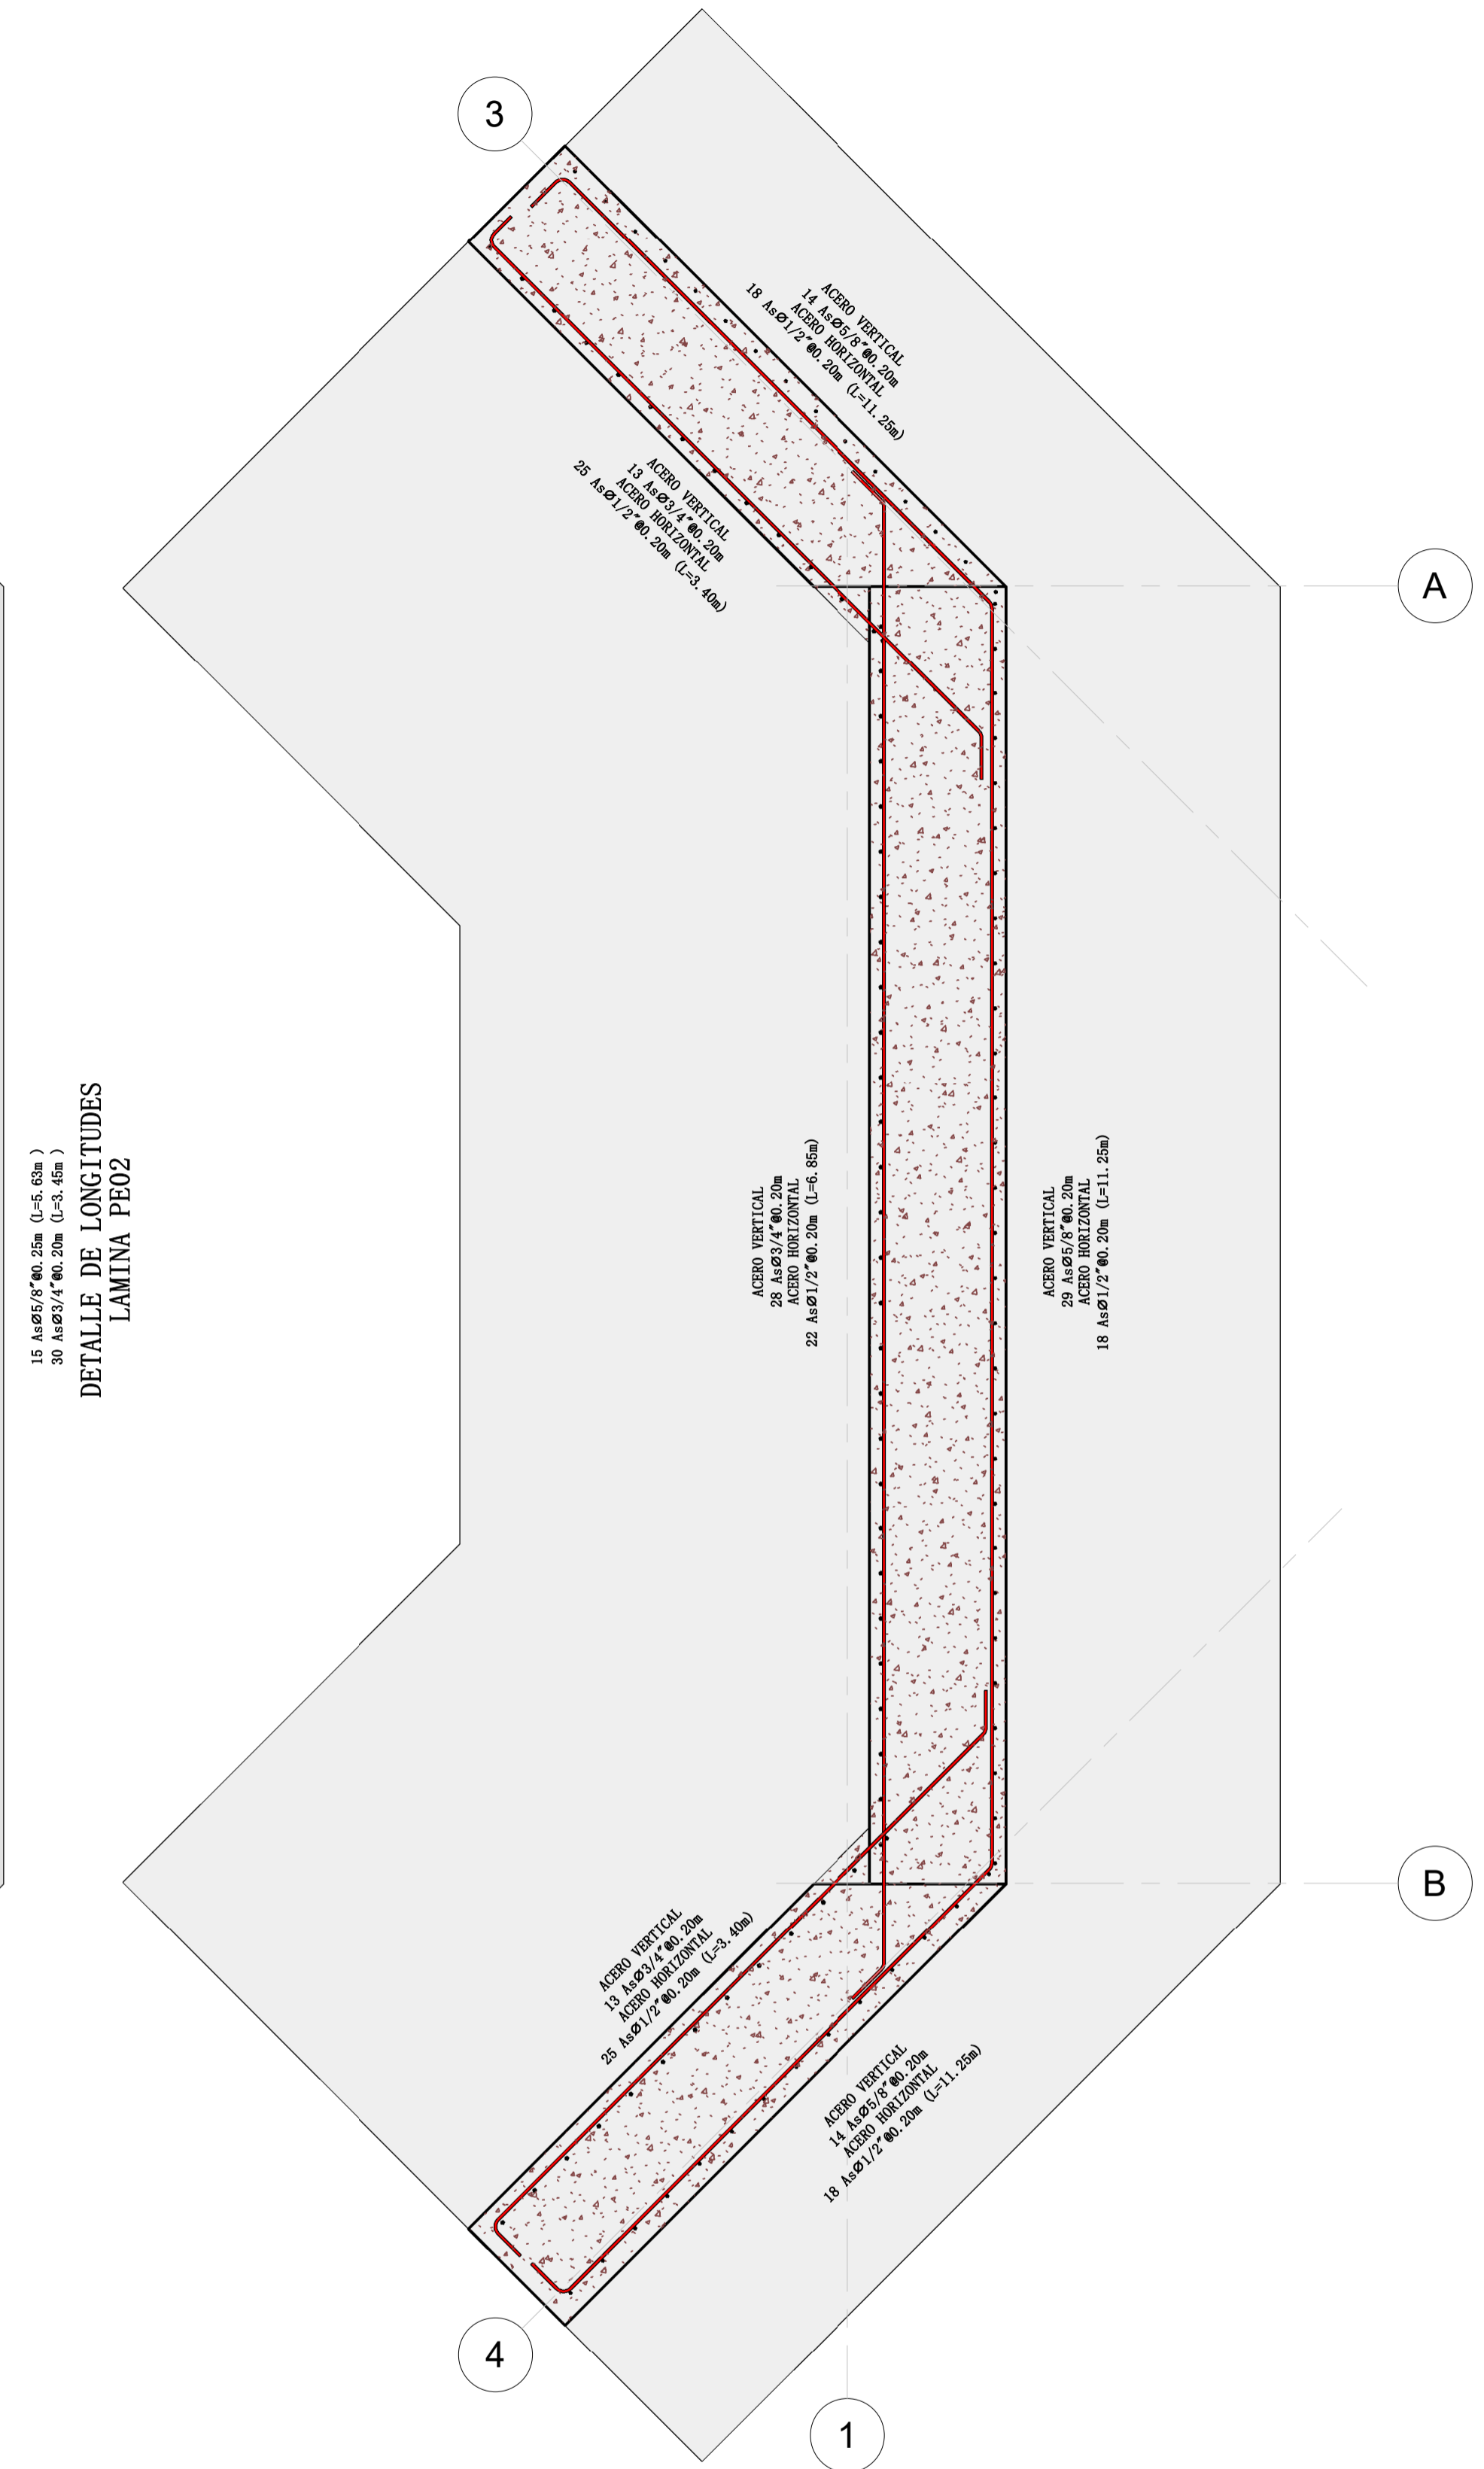 3
ACERO VERTICAL
14 AsØ5/8"@0.20m
ACERO HORIZONTAL
18 AsØ1/2"@0.20m (L=11.25m)
ACERO VERTICAL
13 AsØ3/4"@0.20m
ACERO HORIZONTAL
25 AsØ1/2"@0.20m (L=3.40m)
A
15 AsØ5/8"@0.25m (L=5.63m )
30 AsØ3/4"@0.20m (L=3.45m )
DETALLE DE LONGITUDES
LAMINA PE02
ACERO VERTICAL
28 AsØ3/4"@0.20m
ACERO HORIZONTAL
22 AsØ1/2"@0.20m (L=6.85m)
ACERO VERTICAL
29 AsØ5/8"@0.20m
ACERO HORIZONTAL
18 AsØ1/2"@0.20m (L=11.25m)
B
ACERO VERTICAL
13 AsØ3/4"@0.20m
ACERO HORIZONTAL
25 AsØ1/2"@0.20m (L=3.40m)
ACERO VERTICAL
14 AsØ5/8"@0.20m
ACERO HORIZONTAL
18 AsØ1/2"@0.20m (L=11.25m)
4
1